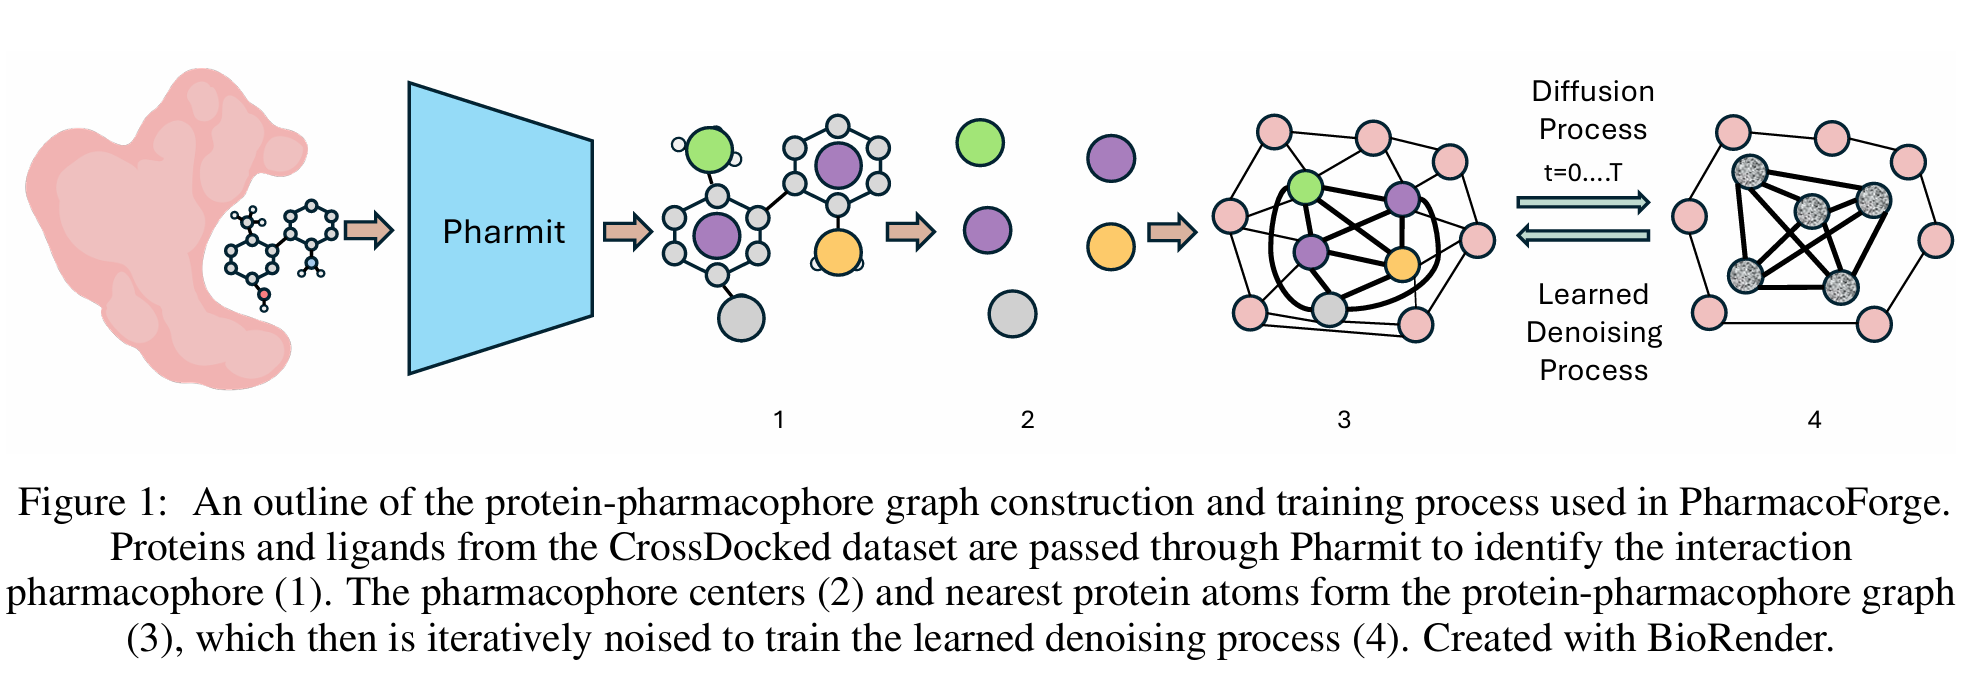 Pharmit
Diffusion
Process
t=0....T
Learned
Denoising
Process
1
2
3
4
Figure 1: An outline of the protein-pharmacophore graph construction and training process used in PharmacoForge.
Proteins and ligands from the CrossDocked dataset are passed through Pharmit to identify the interaction
pharmacophore (1). The pharmacophore centers (2) and nearest protein atoms form the protein-pharmacophore graph
(3), which then is iteratively noised to train the learned denoising process (4). Created with BioRender.